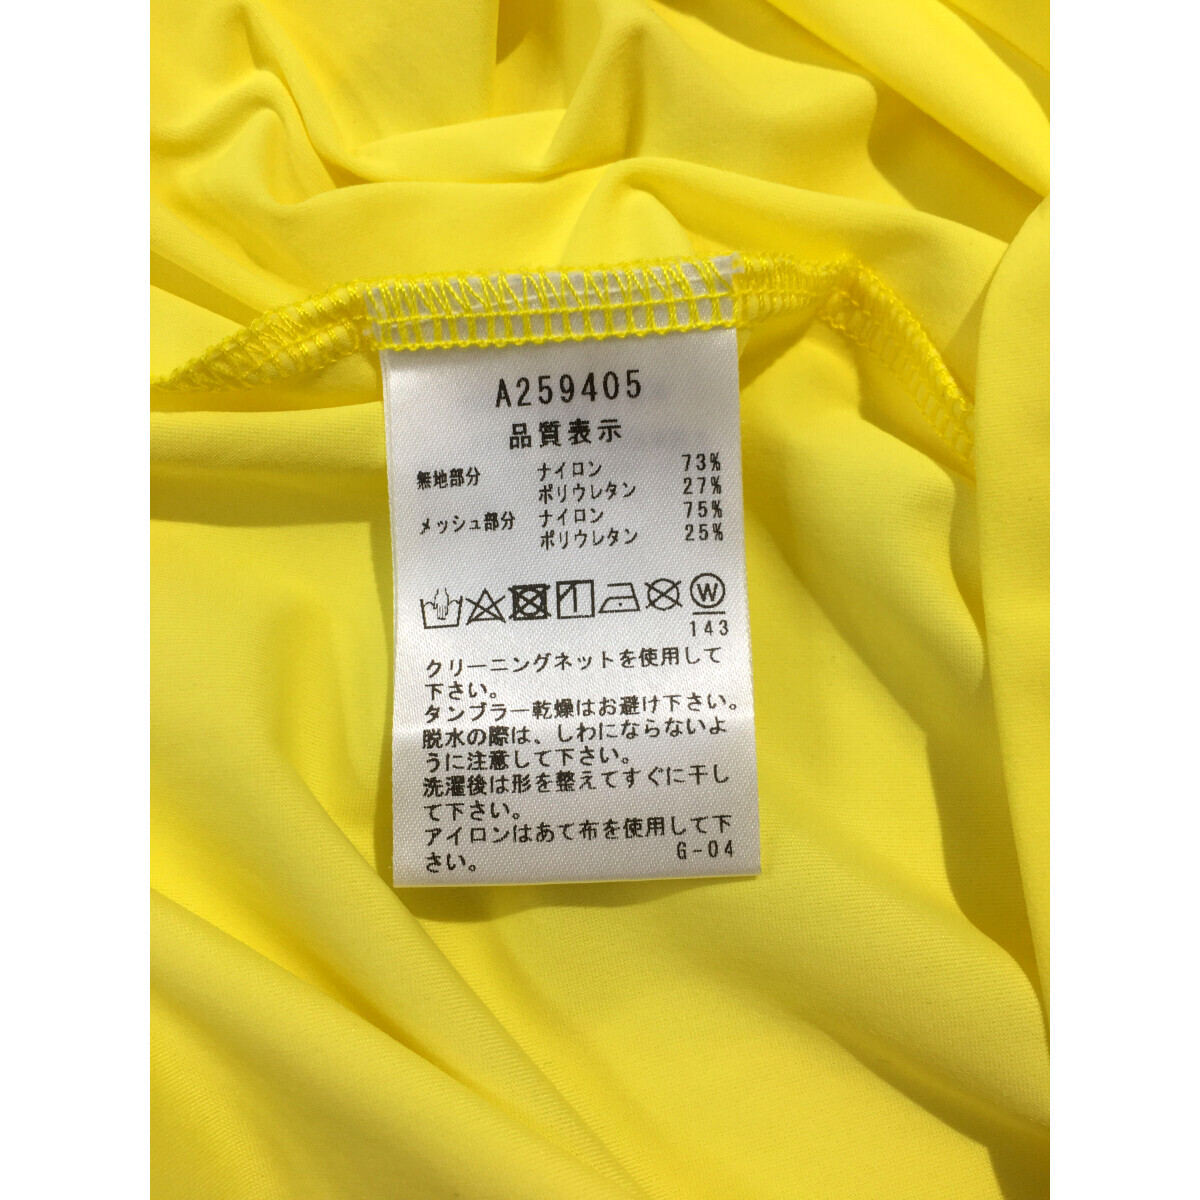 A259405
品質表示
無地部分 ナイロン 73%
ポリウレタン 27%
メッシュ部分 ナイロン 75%
ポリウレタン 25%
W
143
クリーニングネットを使用して
下さい。
タンブラー乾燥はお避け下さい。
脱水の際は、しわにならないよ
うに注意して下さい。
洗濯後は形を整えてすぐに干し
て下さい。
アイロンはあて布を使用して下
さい。 G-04